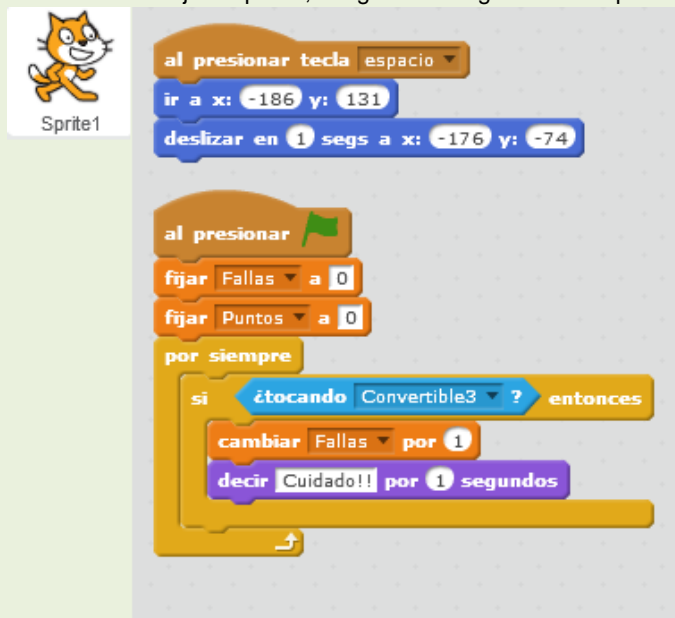 Sprite1
al presionar tecla espacio
ir a x: -186 y: 131
deslizar en 1 segs a x: -176 y: -74
al presionar
fijar Fallas a 0
fijar Puntos a 0
por siempre
si ¿tocando Convertible3 ? entonces
cambiar Fallas por 1
decir Cuidado!! por 1 segundos